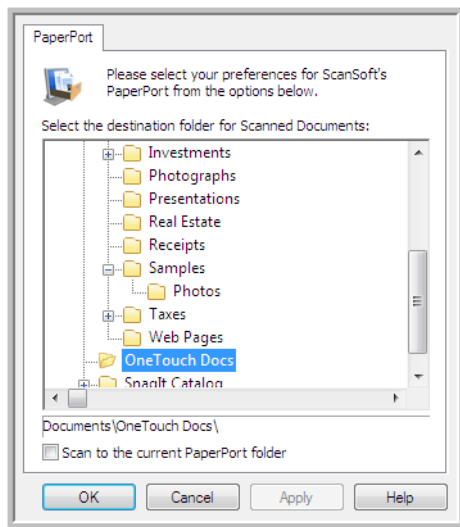 PaperPort
Please select your preferences for ScanSoft's
PaperPort from the options below.
Select the destination folder for Scanned Documents:
Investments
Photographs
Presentations
Real Estate
Receipts
Samples
Photos
Taxes
Web Pages
OneTouch Docs
SnagIt Catalog
Documents\OneTouch Docs\
Scan to the current PaperPort folder
OK Cancel Apply Help